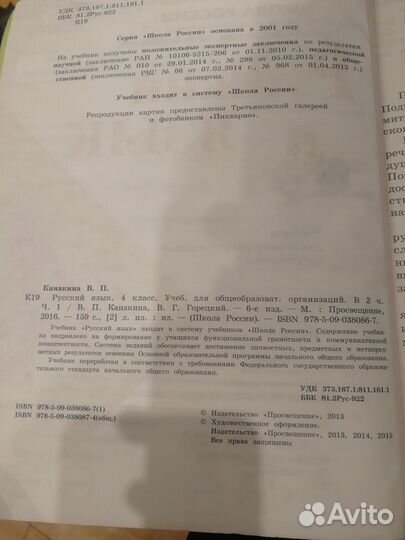 УДК 373.167.1:811.161.1
ББК 81.2Рус-922
К19
Серия «Школа России» основана в 2001 году
На учебник получены положительные экспертные заключения по результатам
научной (заключение РАН № 10106-5215/206 от 01.11.2010 г.), педагогической
(заключения РАО № 010 от 29.01.2014 г., № 298 от 05.02.2015 г.) и обще-
ственной (заключения РКС № 66 от 07.02.2014 г., № 968 от 01.04.2015 г.)
экспертиз.
Учебник входит в систему «Школа России»
Репродукции картин предоставлены Третьяковской галереей
и фотобанком «Пикварио».
Канакина В. П.
К19 Русский язык. 4 класс. Учеб. для общеобразоват. организаций. В 2 ч.
Ч. 1 / В. П. Канакина, В. Г. Горецкий. — 6-е изд. — М. : Просвещение,
2016. — 159 с., [2] л. ил. : ил. — (Школа России). — ISBN 978-5-09-038086-7.
Учебник «Русский язык» входит в систему учебников «Школа России». Содержание учебни-
ка направлено на формирование у учащихся функциональной грамотности и коммуникативной
компетентности. Система заданий обеспечивает достижение личностных, предметных и метапред-
метных результатов освоения Основной образовательной программы начального общего образования.
Учебник переработан в соответствии с требованиями Федерального государственного образова-
тельного стандарта начального общего образования.
УДК 373.167.1:811.161.1
ББК 81.2Рус-922
ISBN 978-5-09-038086-7(1)
ISBN 978-5-09-038087-4(общ.)
© Издательство «Просвещение», 2013
© Художественное оформление.
Издательство «Просвещение», 2013, 2014, 2015
Все права защищены
Avito